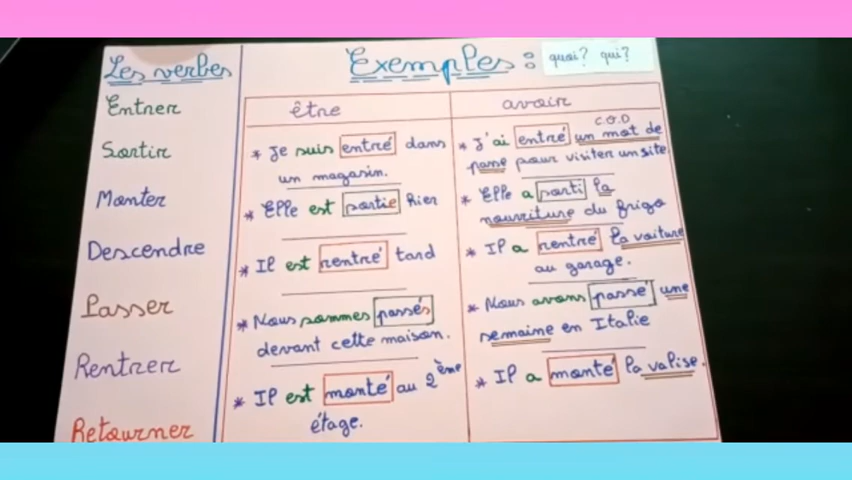 Les verbes
Entrer
Sortir
Monter
Descendre
Passer
Rentrer
Retourner
Exemples : quoi? qui?
être
* Je suis entré dans
un magasin.
* Elle est partie hier
* Il est rentré tard
* Nous sommes passés
devant cette maison.
* Il est monté au 2ème
étage.
avoir
C.O.D
* J'ai entré un mot de
passe pour visiter un site.
* Elle a parti la
nourriture du frigo
* Il a rentré la voiture
au garage.
* Nous avons passé une
semaine en Italie
* Il a monté la valise.